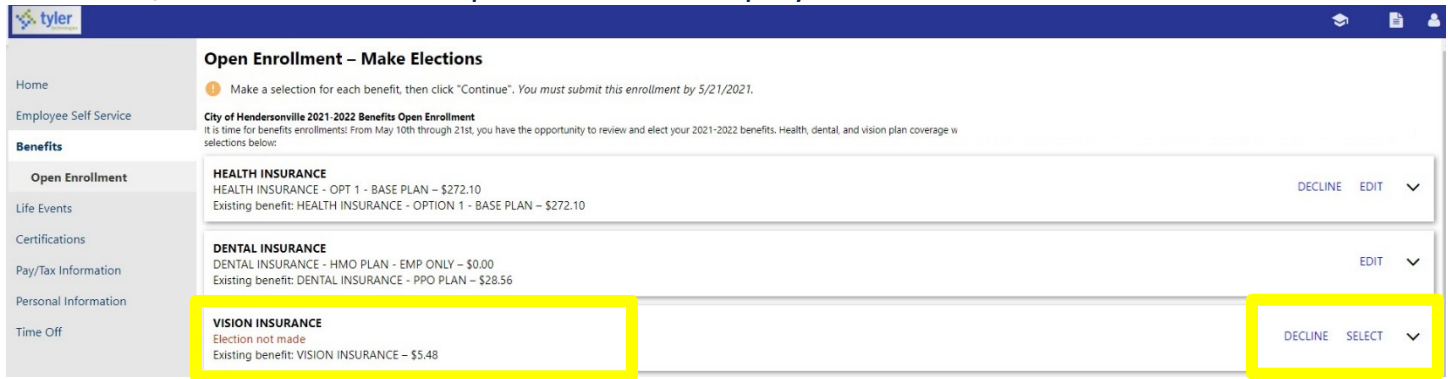 tyler
technologies
Home
Employee Self Service
Benefits
Open Enrollment
Life Events
Certifications
Pay/Tax Information
Personal Information
Time Off
Open Enrollment – Make Elections
! Make a selection for each benefit, then click "Continue". You must submit this enrollment by 5/21/2021.
City of Hendersonville 2021-2022 Benefits Open Enrollment
It is time for benefits enrollments! From May 10th through 21st, you have the opportunity to review and elect your 2021-2022 benefits. Health, dental, and vision plan coverage w
selections below:
HEALTH INSURANCE
HEALTH INSURANCE - OPT 1 - BASE PLAN – $272.10
Existing benefit: HEALTH INSURANCE - OPTION 1 - BASE PLAN – $272.10
DECLINE EDIT
DENTAL INSURANCE
DENTAL INSURANCE - HMO PLAN - EMP ONLY – $0.00
Existing benefit: DENTAL INSURANCE - PPO PLAN – $28.56
EDIT
VISION INSURANCE
Election not made
Existing benefit: VISION INSURANCE – $5.48
DECLINE SELECT